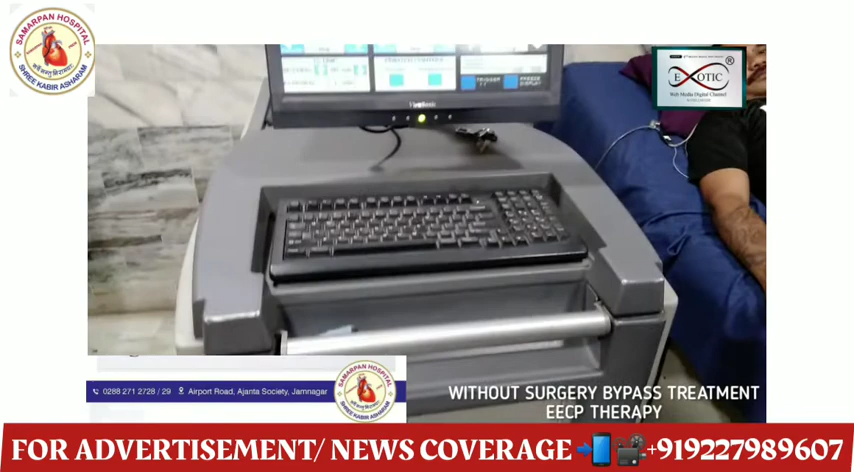 SAMARPAN HOSPITAL
SHREE KABIR ASHARAM
ViewSonic
TRIGGER
FREEZE
DISPLAY
EXOTIC
Web Media Digital Channel
0288 271 2728 / 29 Airport Road, Ajanta Society, Jamnagar
SAMARPAN HOSPITAL
SHREE KABIR ASHARAM
WITHOUT SURGERY BYPASS TREATMENT
EECP THERAPY
FOR ADVERTISEMENT/ NEWS COVERAGE 📲🎥+919227989607